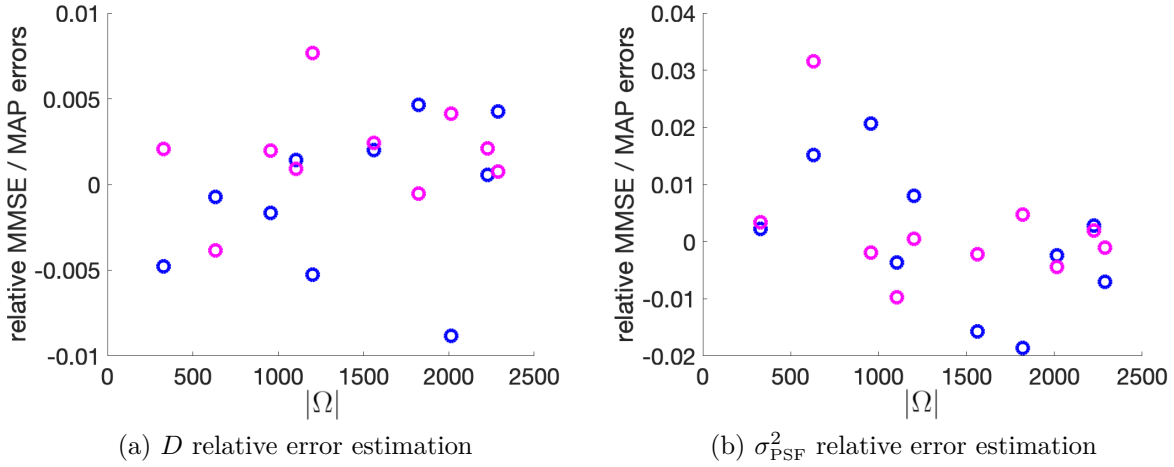 relative MMSE / MAP errors
0.01
0.005
0
-0.005
-0.01
0 500 1000 1500 2000 2500
|Ω|
(a) D relative error estimation
relative MMSE / MAP errors
0.04
0.03
0.02
0.01
0
-0.01
-0.02
0 500 1000 1500 2000 2500
|Ω|
(b) σ²_PSF relative error estimation